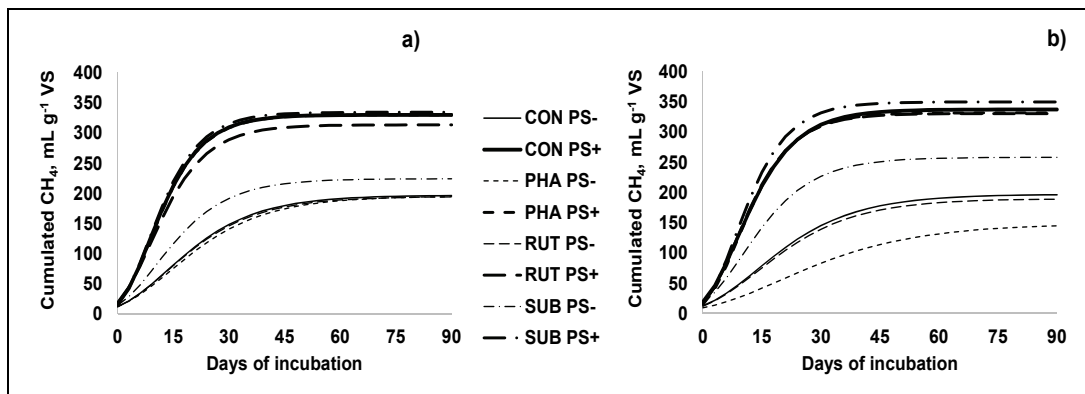 a)
Cumulated CH₄, mL g⁻¹ VS
400
350
300
250
200
150
100
50
0
0 15 30 45 60 75 90
Days of incubation
CON PS-
CON PS+
PHA PS-
PHA PS+
RUT PS-
RUT PS+
SUB PS-
SUB PS+
b)
Cumulated CH₄, mL g⁻¹ VS
400
350
300
250
200
150
100
50
0
0 15 30 45 60 75 90
Days of incubation